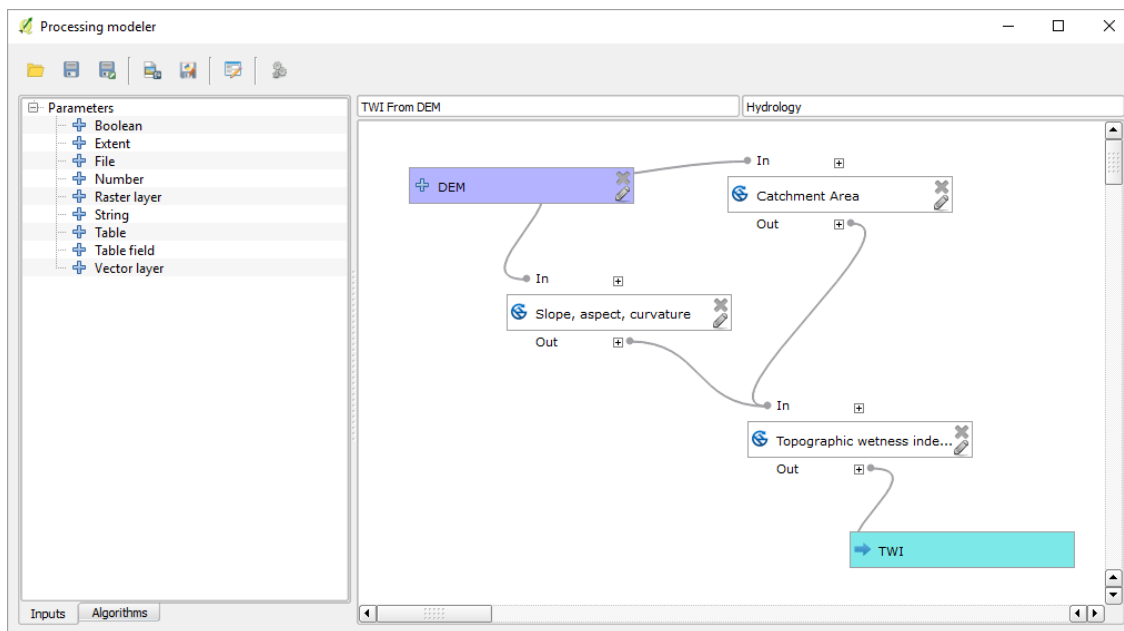 Processing modeler
Parameters
Boolean
Extent
File
Number
Raster layer
String
Table
Table field
Vector layer
Inputs
Algorithms
TWI From DEM
Hydrology
DEM
In
Catchment Area
Out
In
Slope, aspect, curvature
Out
In
Topographic wetness inde...
Out
TWI